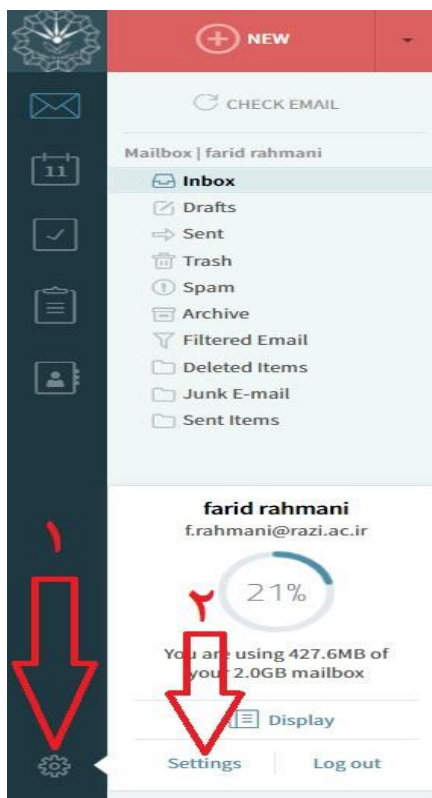 NEW
CHECK EMAIL
Mailbox | farid rahmani
11
Inbox
Drafts
Sent
Trash
Spam
Archive
Filtered Email
Deleted Items
Junk E-mail
Sent Items
farid rahmani
f.rahmani@razi.ac.ir
21%
You are using 427.6MB of
your 2.0GB mailbox
Display
Settings Log out
۱
۲